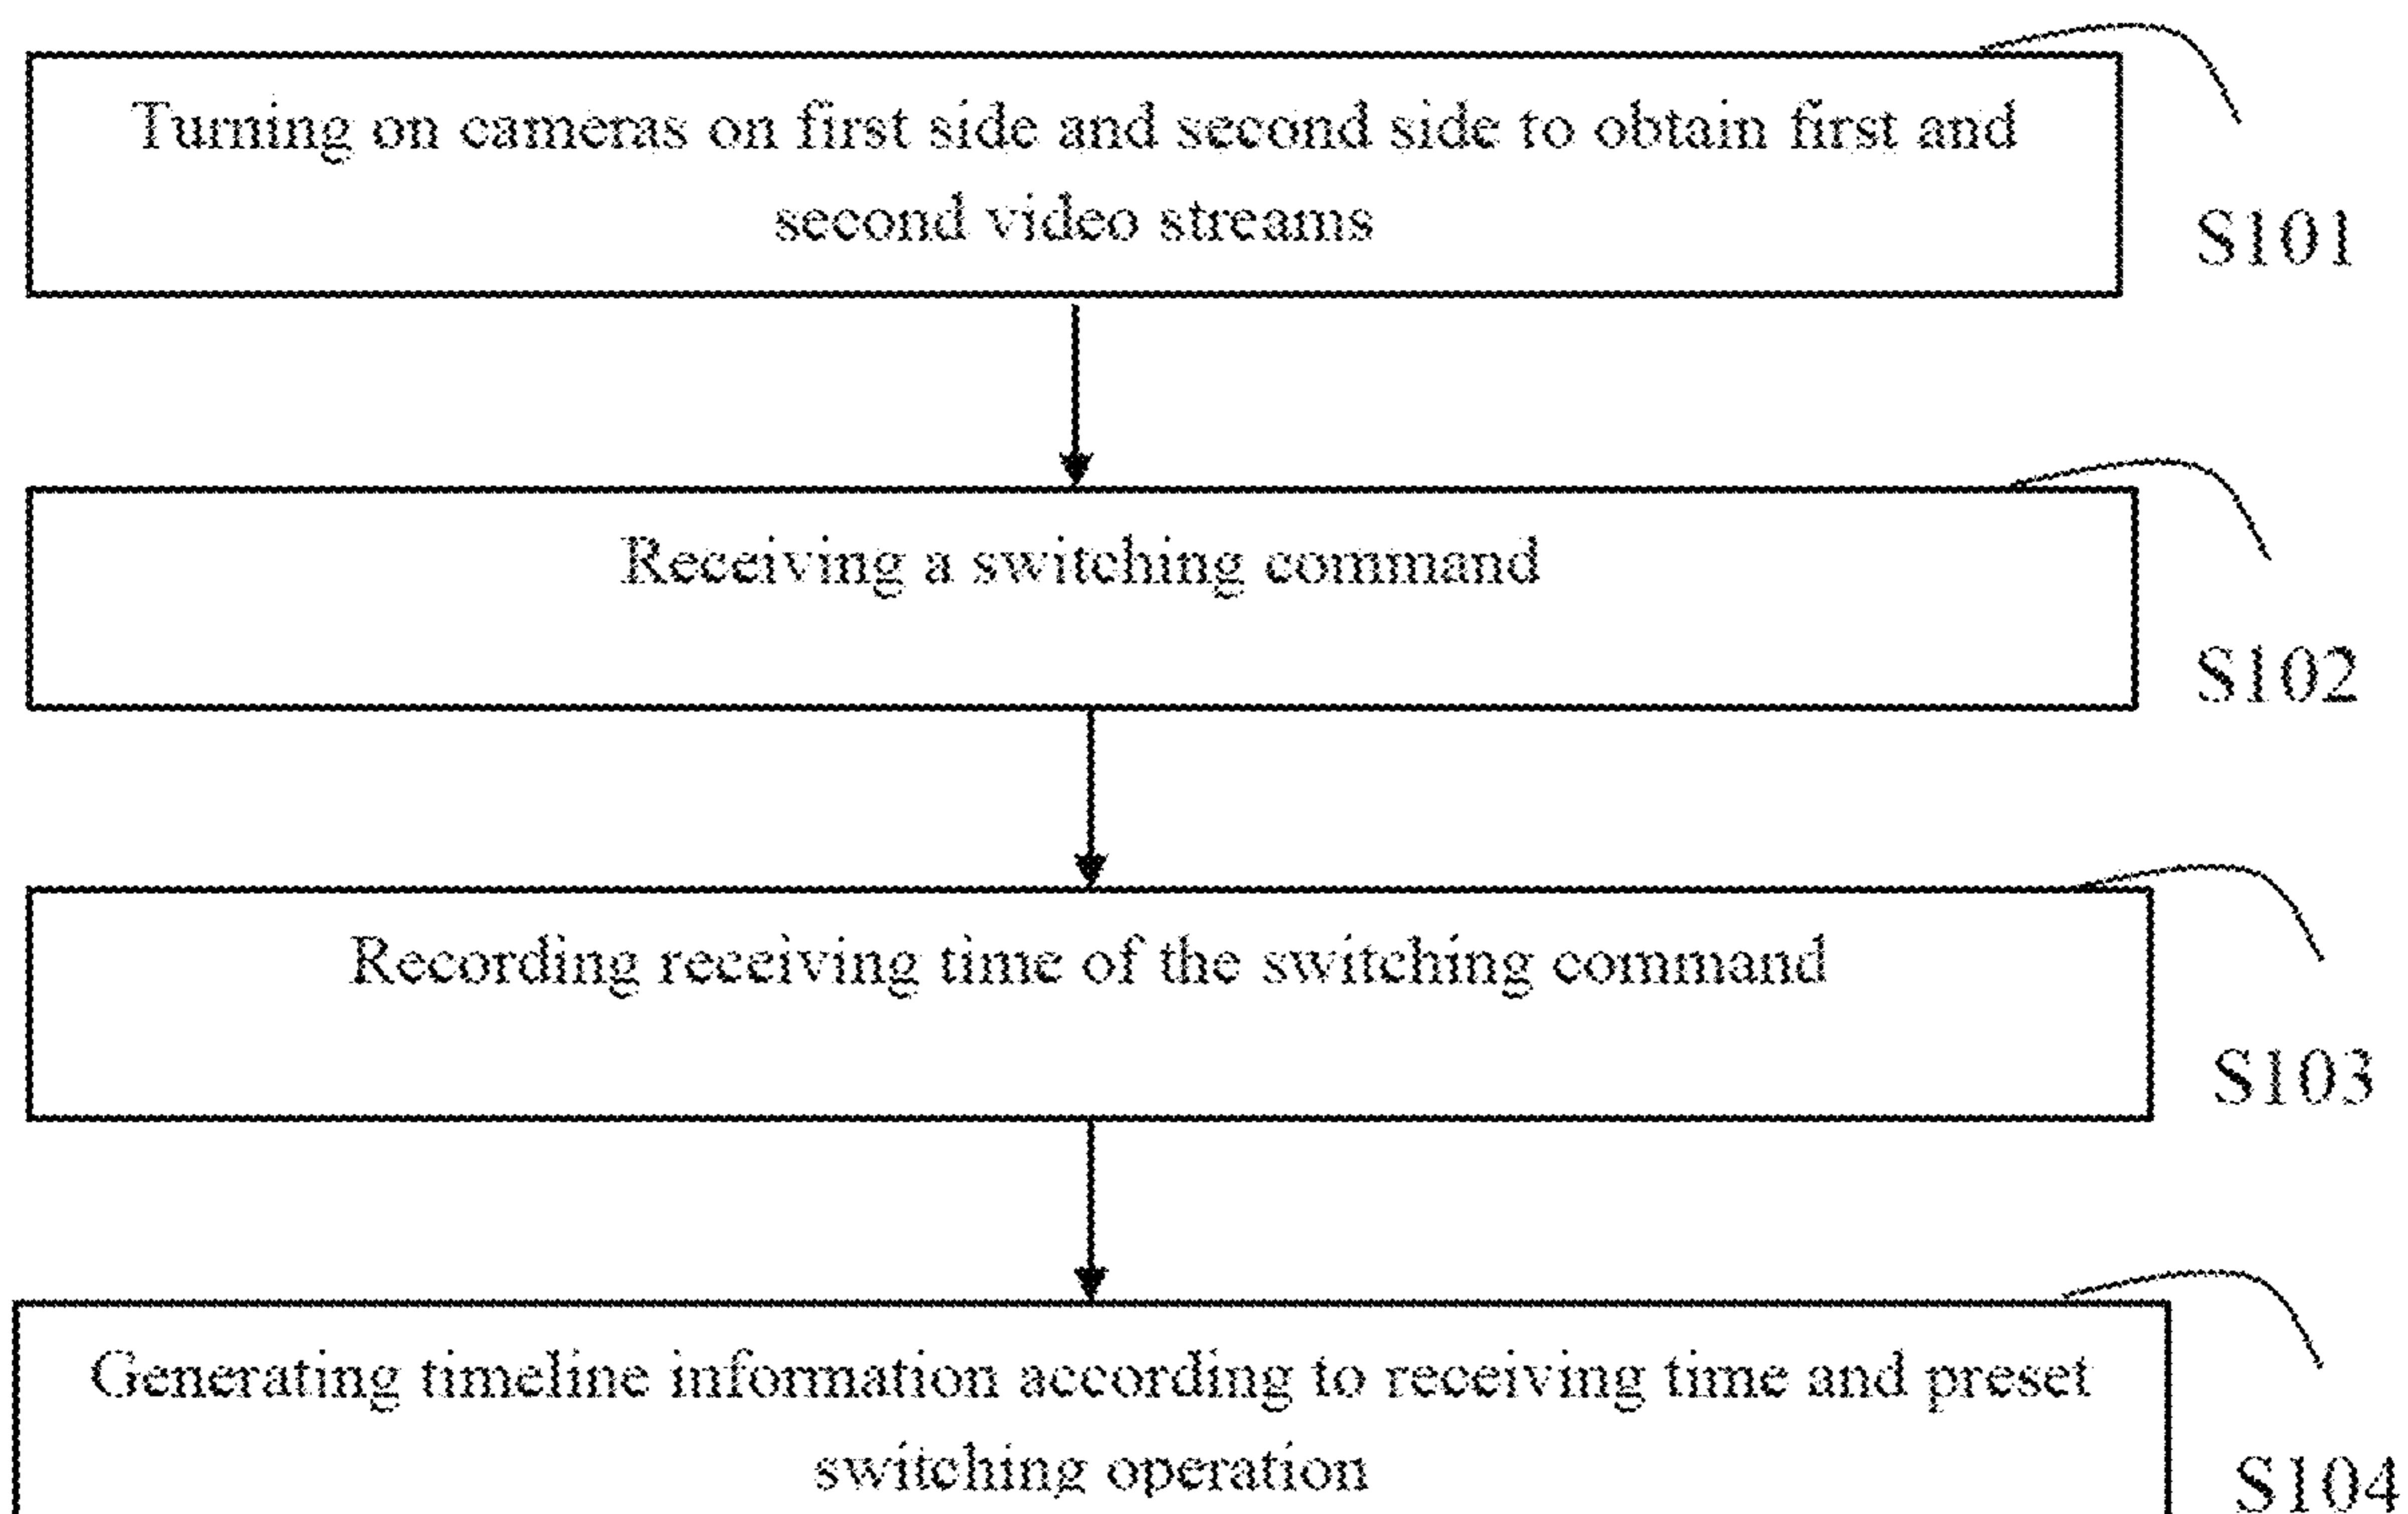 Turning on cameras on first side and second side to obtain first and
second video streams
S101
Receiving a switching command
S102
Recording receiving time of the switching command
S103
Generating timeline information according to receiving time and preset
switching operation
S104